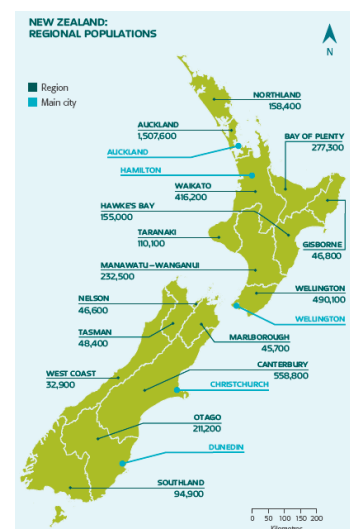 NEW ZEALAND:
REGIONAL POPULATIONS
N
Region
Main city
NORTHLAND
158,400
AUCKLAND
1,507,600
AUCKLAND
BAY OF PLENTY
277,300
HAMILTON
WAIKATO
416,200
HAWKE'S BAY
155,000
TARANAKI
110,100
GISBORNE
46,800
MANAWATU–WANGANUI
232,500
WELLINGTON
490,100
NELSON
46,600
WELLINGTON
TASMAN
48,400
MARLBOROUGH
45,700
CANTERBURY
558,800
WEST COAST
32,900
CHRISTCHURCH
OTAGO
211,200
DUNEDIN
SOUTHLAND
94,900
0 50 100 150 200
Kilometres